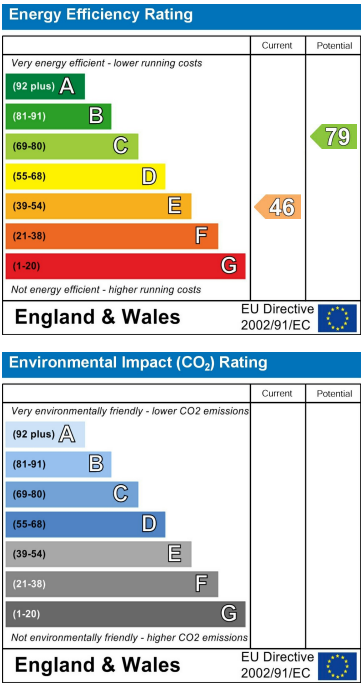 Energy Efficiency Rating
Current Potential
Very energy efficient - lower running costs
(92 plus) A
(81-91) B
(69-80) C
79
(55-68) D
(39-54) E
46
(21-38) F
(1-20) G
Not energy efficient - higher running costs
England & Wales
EU Directive
2002/91/EC
Environmental Impact (CO₂) Rating
Current Potential
Very environmentally friendly - lower CO2 emissions
(92 plus) A
(81-91) B
(69-80) C
(55-68) D
(39-54) E
(21-38) F
(1-20) G
Not environmentally friendly - higher CO2 emissions
England & Wales
EU Directive
2002/91/EC